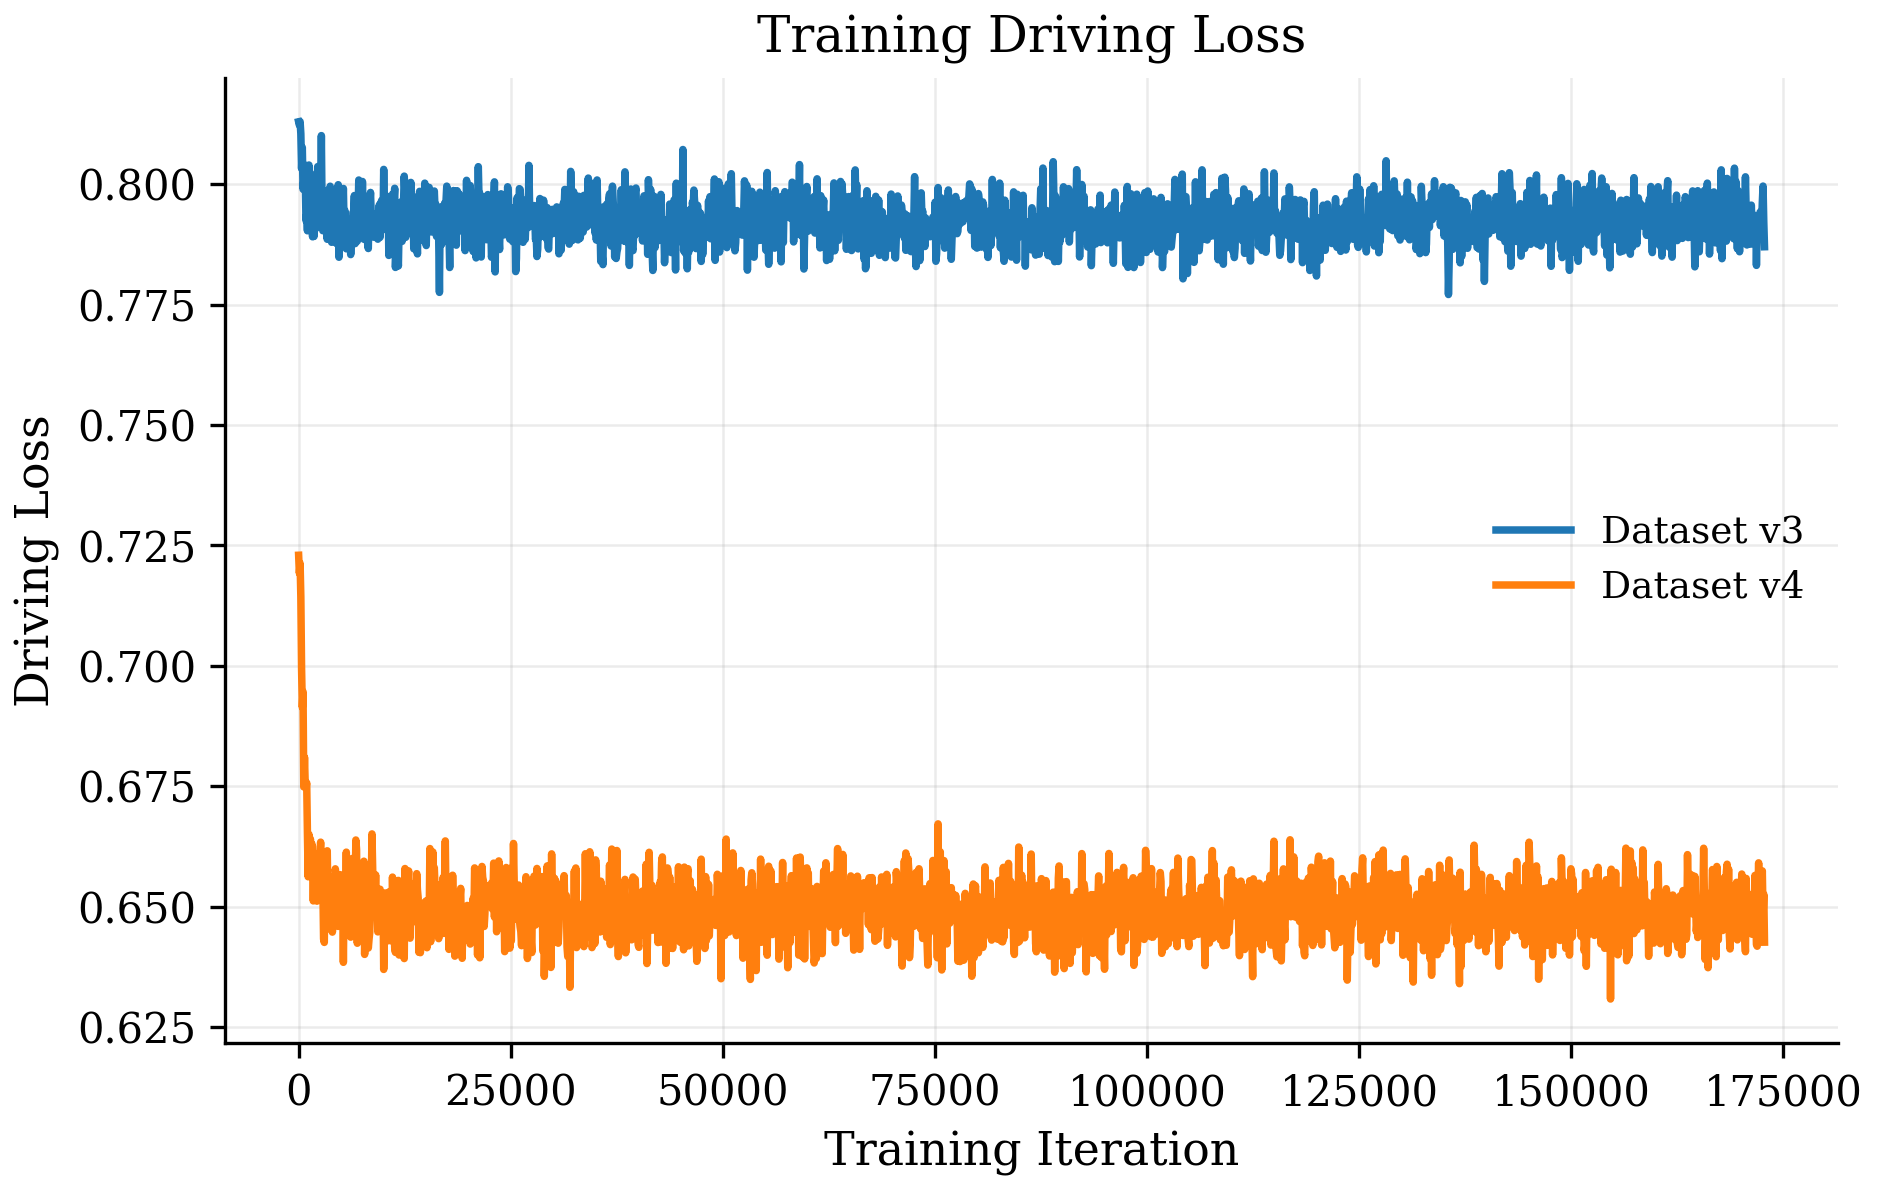 Training Driving Loss
0.800
0.775
0.750
0.725
0.700
0.675
0.650
0.625
Driving Loss
Dataset v3
Dataset v4
0 25000 50000 75000 100000 125000 150000 175000
Training Iteration